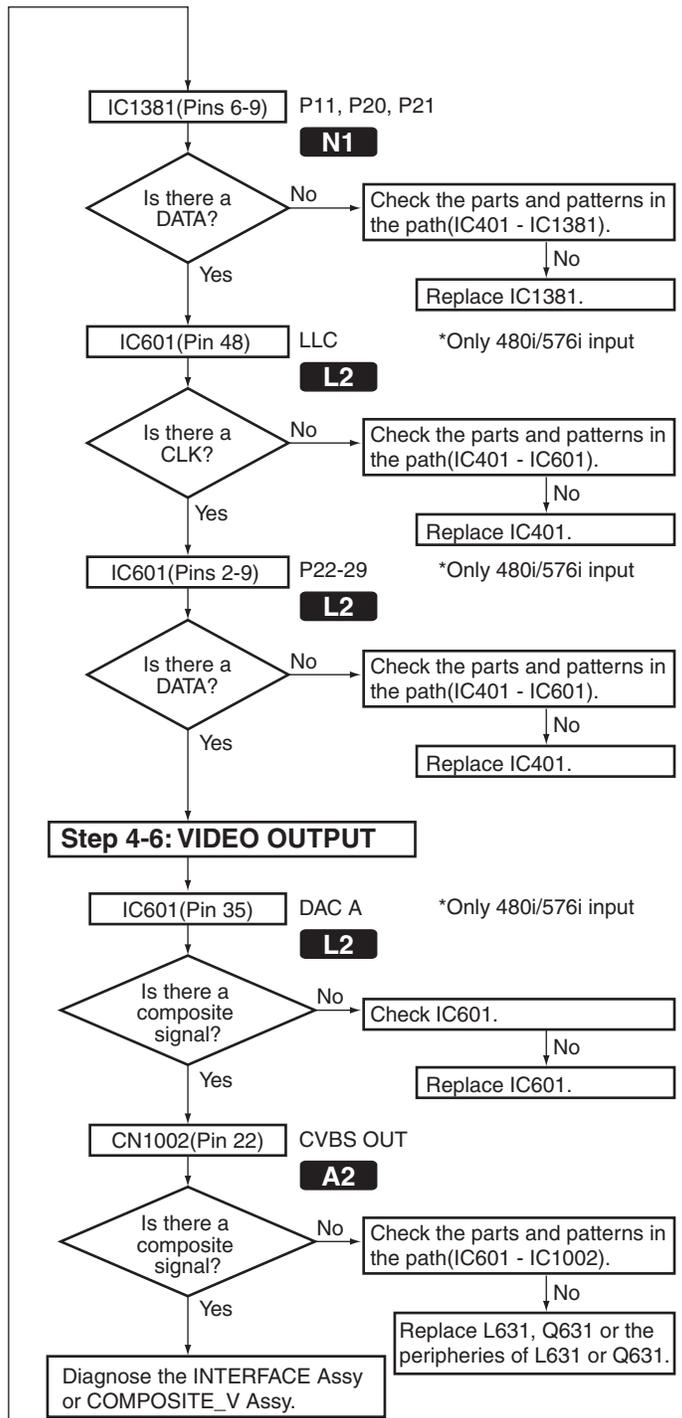 IC1381(Pins 6-9)
P11, P20, P21
N1
Is there a
DATA?
No
Check the parts and patterns in
the path(IC401 - IC1381).
No
Replace IC1381.
Yes
IC601(Pin 48)
LLC
*Only 480i/576i input
L2
Is there a
CLK?
No
Check the parts and patterns in
the path(IC401 - IC601).
No
Replace IC401.
Yes
IC601(Pins 2-9)
P22-29
*Only 480i/576i input
L2
Is there a
DATA?
No
Check the parts and patterns in
the path(IC401 - IC601).
No
Replace IC401.
Yes
Step 4-6: VIDEO OUTPUT
IC601(Pin 35)
DAC A
*Only 480i/576i input
L2
Is there a
composite
signal?
No
Check IC601.
No
Replace IC601.
Yes
CN1002(Pin 22)
CVBS OUT
A2
Is there a
composite
signal?
No
Check the parts and patterns in
the path(IC601 - IC1002).
No
Replace L631, Q631 or the
peripheries of L631 or Q631.
Yes
Diagnose the INTERFACE Assy
or COMPOSITE_V Assy.